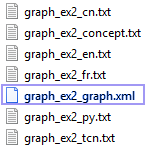 graph_ex2_cn.txt
graph_ex2_concept.txt
graph_ex2_en.txt
graph_ex2_fr.txt
graph_ex2_graph.xml
graph_ex2_py.txt
graph_ex2_tcn.txt